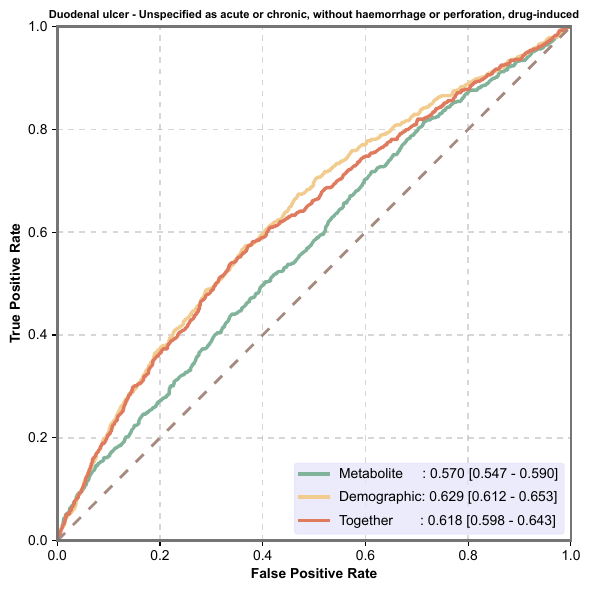 Duodenal ulcer - Unspecified as acute or chronic, without haemorrhage or perforation, drug-induced
1.0
0.8
0.6
0.4
0.2
0.0
True Positive Rate
Metabolite : 0.570 [0.547 - 0.590]
Demographic: 0.629 [0.612 - 0.653]
Together : 0.618 [0.598 - 0.643]
0.0 0.2 0.4 0.6 0.8 1.0
False Positive Rate